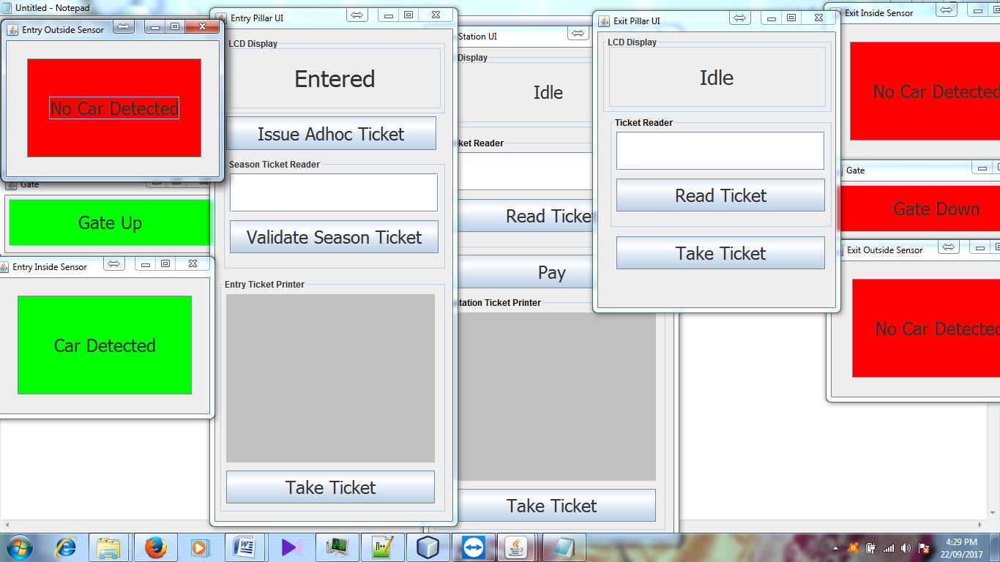 Untitled - Notepad
Entry Outside Sensor
No Car Detected
Gate
Gate Up
Entry Inside Sensor
Car Detected
Entry Pillar UI
LCD Display
Entered
Issue Adhoc Ticket
Season Ticket Reader
Validate Season Ticket
Entry Ticket Printer
Take Ticket
Station UI
Display
Idle
ket Reader
Read Ticket
Pay
tation Ticket Printer
Take Ticket
Exit Pillar UI
LCD Display
Idle
Ticket Reader
Read Ticket
Take Ticket
Exit Inside Sensor
No Car Detected
Gate
Gate Down
Exit Outside Sensor
No Car Detected
4:29 PM
22/09/2017